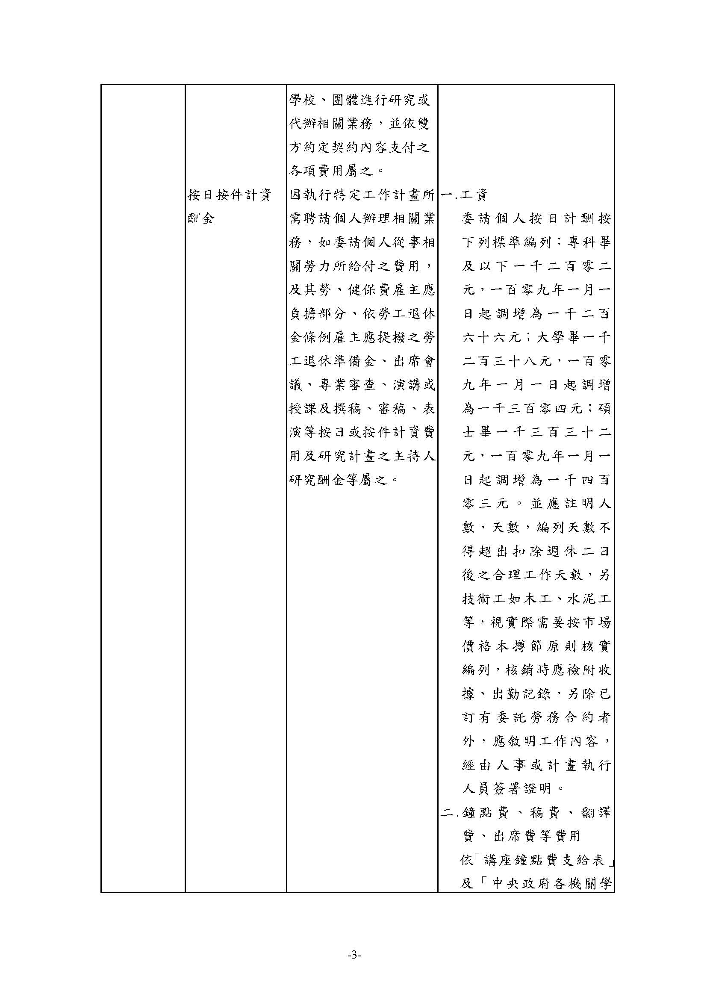 學校、團體進行研究或
代辦相關業務，並依雙
方約定契約內容支付之
各項費用屬之。
按日按件計資
酬金
因執行特定工作計畫所
需聘請個人辦理相關業
務，如委請個人從事相
關勞力所給付之費用，
及其勞、健保費雇主應
負擔部分、依勞工退休
金條例雇主應提撥之勞
工退休準備金、出席會
議、專業審查、演講或
授課及撰稿、審稿、表
演等按日或按件計資費
用及研究計畫之主持人
研究酬金等屬之。
一.工資
委請個人按日計酬按
下列標準編列：專科畢
及以下一千二百零二
元，一百零九年一月一
日起調增為一千二百
六十六元；大學畢一千
二百三十八元，一百零
九年一月一日起調增
為一千三百零四元；碩
士畢一千三百三十二
元，一百零九年一月一
日起調增為一千四百
零三元。並應註明人
數、天數，編列天數不
得超出扣除週休二日
後之合理工作天數，另
技術工如木工、水泥工
等，視實際需要按市場
價格本撙節原則核實
編列，核銷時應檢附收
據、出勤記錄，另除已
訂有委託勞務合約者
外，應敘明工作內容，
經由人事或計畫執行
人員簽署證明。
二.鐘點費、稿費、翻譯
費、出席費等費用
依「講座鐘點費支給表」
及「中央政府各機關學
-3-